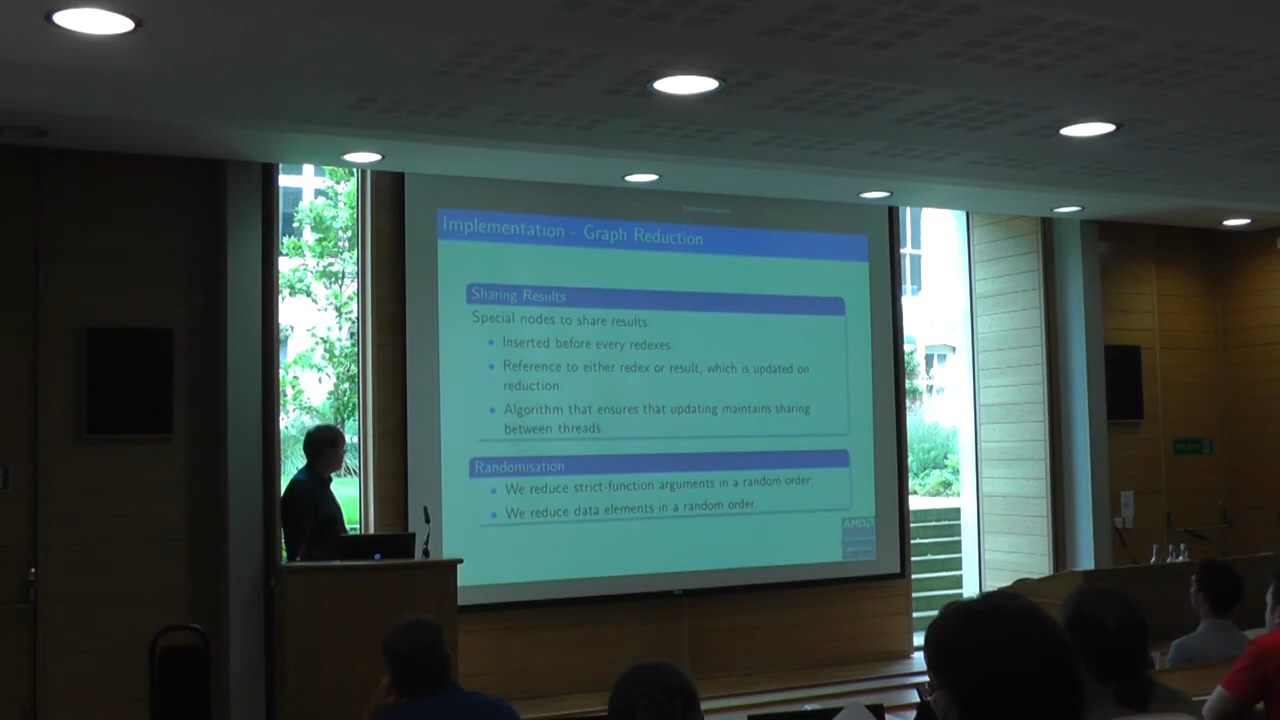 Implementation
Implementation - Graph Reduction
Sharing Results
Special nodes to share results:
Inserted before every redexes.
Reference to either redex or result, which is updated on
reduction.
Algorithm that ensures that updating maintains sharing
between threads.
Randomisation
We reduce strict-function arguments in a random order.
We reduce data elements in a random order.
AMD